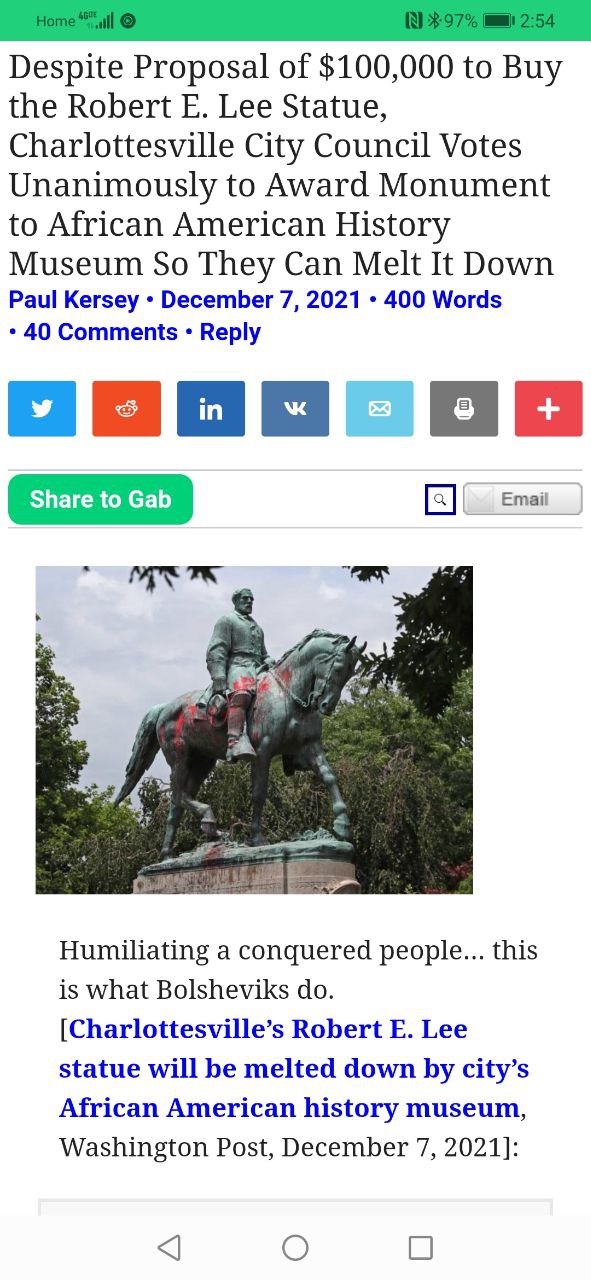 Home 4G LTE 97% 2:54
Despite Proposal of $100,000 to Buy
the Robert E. Lee Statue,
Charlottesville City Council Votes
Unanimously to Award Monument
to African American History
Museum So They Can Melt It Down
Paul Kersey • December 7, 2021 • 400 Words
• 40 Comments • Reply
in
Share to Gab Email
Humiliating a conquered people... this
is what Bolsheviks do.
[Charlottesville’s Robert E. Lee
statue will be melted down by city’s
African American history museum,
Washington Post, December 7, 2021]: